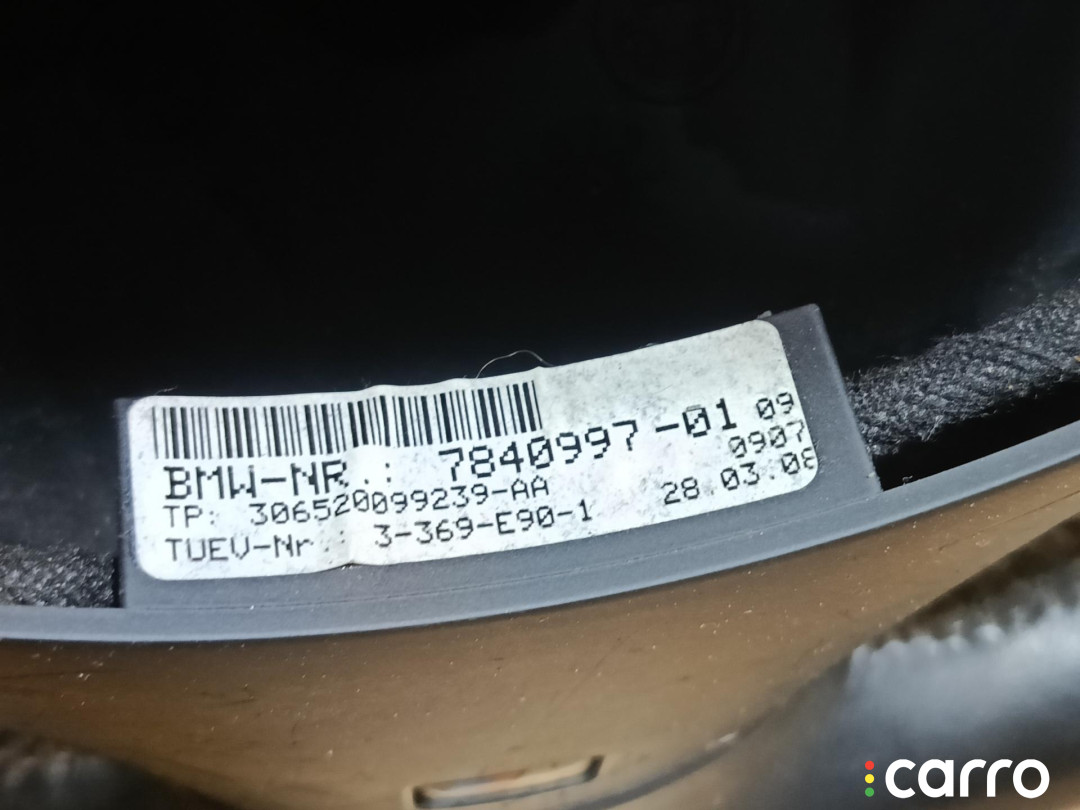 BMW-NR.: 7840997-01 09
0907
TP: 306520099239-AA 28.03.08
TUEV-Nr.: 3-369-E90-1
carro